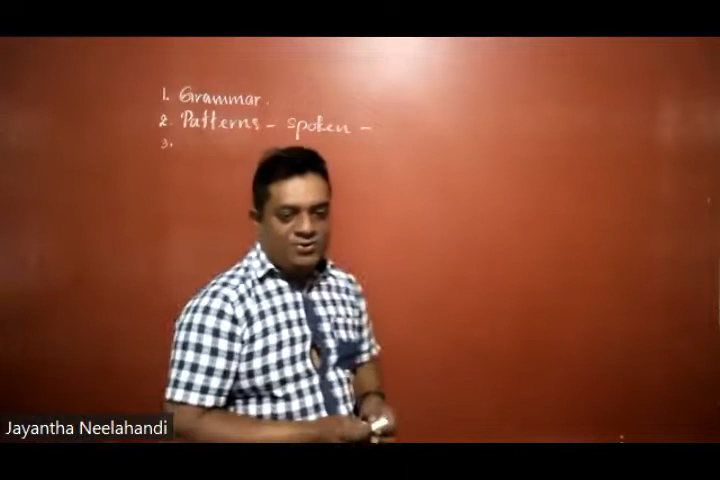 1. Grammar.
2. Patterns - spoken -
3.
Jayantha Neelahandi